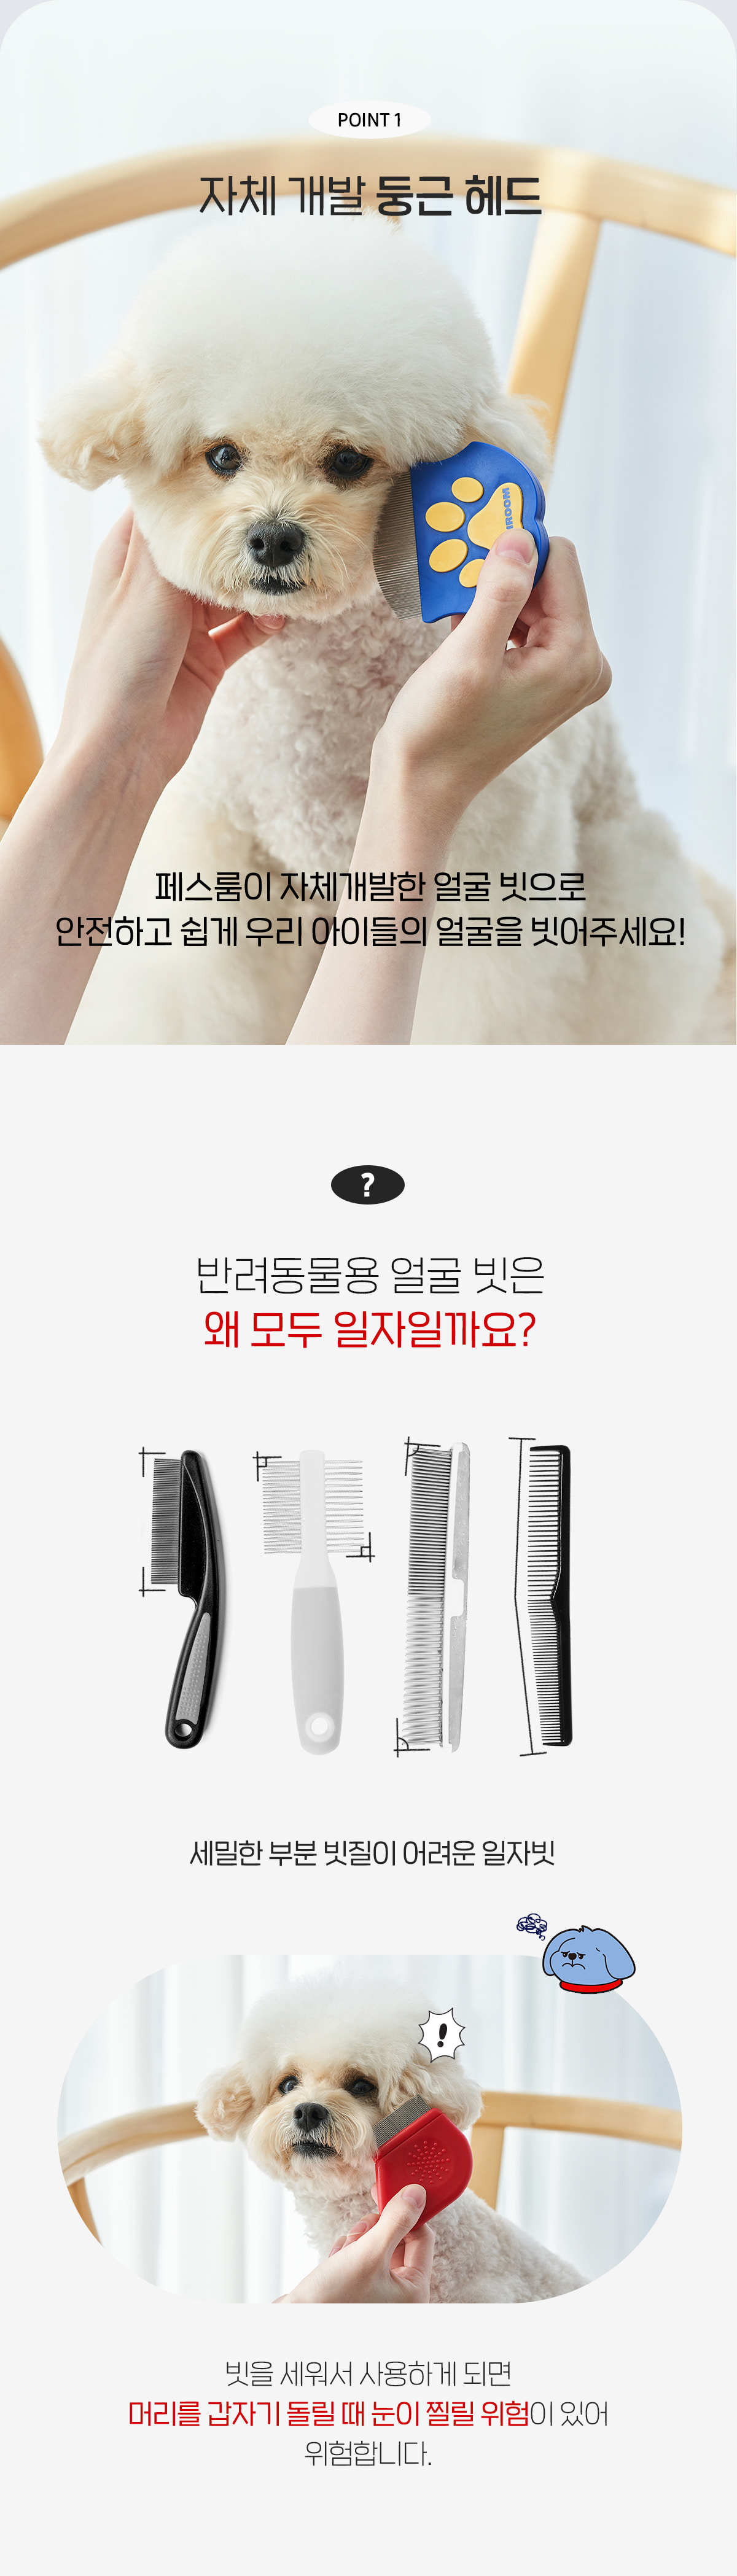 POINT 1
자체 개발 둥근 헤드
IROOM
페스룸이 자체개발한 얼굴 빗으로
안전하고 쉽게 우리 아이들의 얼굴을 빗어주세요!
?
반려동물용 얼굴 빗은
왜 모두 일자일까요?
세밀한 부분 빗질이 어려운 일자빗
!
빗을 세워서 사용하게 되면
머리를 갑자기 돌릴 때 눈이 찔릴 위험이 있어
위험합니다.